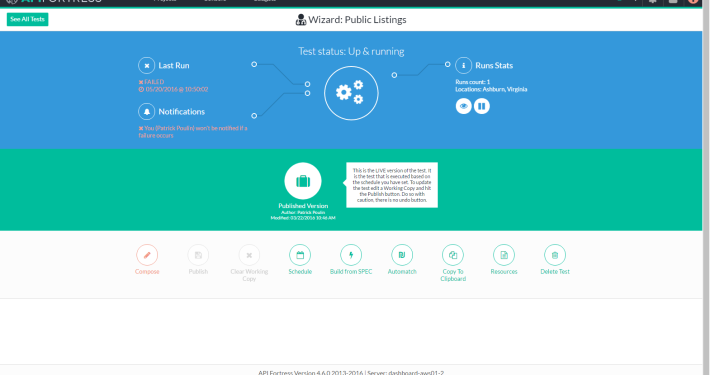 API FORTRESS
See All Tests
Wizard: Public Listings
Test status: Up & running
Last Run
FAILED
05/20/2016 @ 10:50:02
Notifications
You (Patrick Poulin) won't be notified if a
failure occurs
Runs Stats
Runs count: 1
Locations: Ashburn, Virginia
Published Version
Author: Patrick Poulin
Modified: 03/22/2016 10:46 AM
This is the LIVE version of the test. It
is the test that is executed based on
the schedule you have set. To update
the test edit a Working Copy and hit
the Publish button. Do so with
caution, there is no undo button.
Compose
Publish
Clear Working
Copy
Schedule
Build from SPEC
Automatch
Copy To
Clipboard
Resources
Delete Test
API Fortress Version 4.6.0 2013-2016 | Server: dashboard-aws01-2